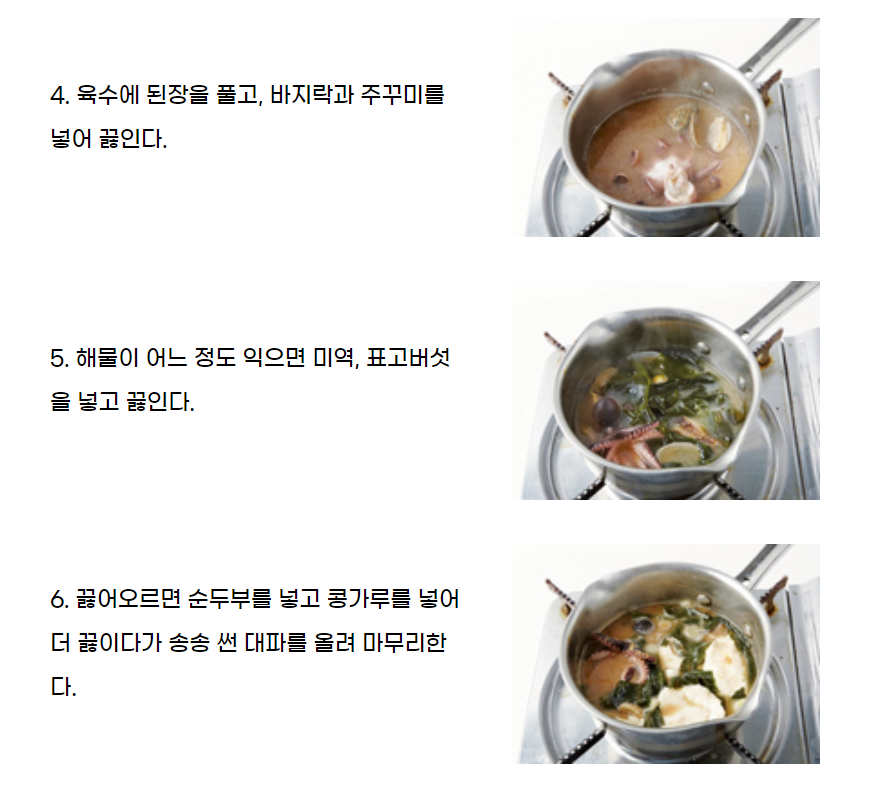 4. 육수에 된장을 풀고, 바지락과 주꾸미를
넣어 끓인다.
5. 해물이 어느 정도 익으면 미역, 표고버섯
을 넣고 끓인다.
6. 끓어오르면 순두부를 넣고 콩가루를 넣어
더 끓이다가 송송 썬 대파를 올려 마무리한
다.